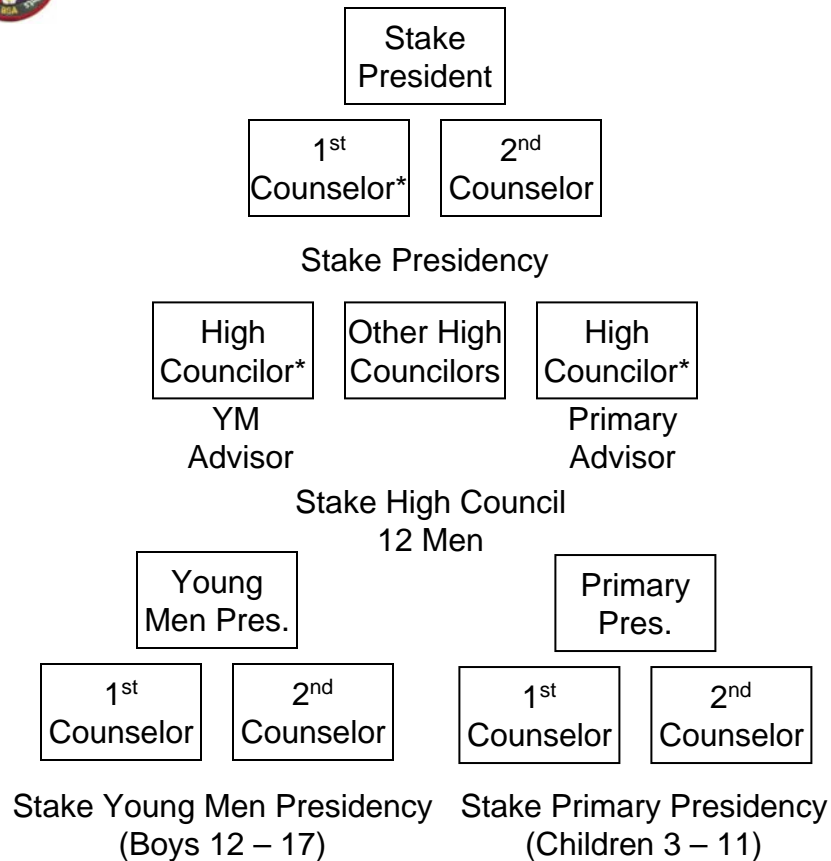 BSA
Stake
President
1st
Counselor*
2nd
Counselor
Stake Presidency
High
Councilor*
Other High
Councilors
High
Councilor*
YM
Advisor
Primary
Advisor
Stake High Council
12 Men
Young
Men Pres.
Primary
Pres.
1st
Counselor
2nd
Counselor
1st
Counselor
2nd
Counselor
Stake Young Men Presidency
(Boys 12 – 17)
Stake Primary Presidency
(Children 3 – 11)